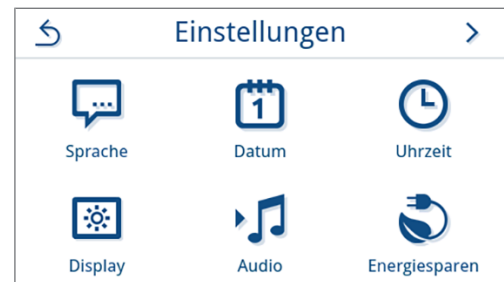 Einstellungen
...
Sprache
1
Datum
Uhrzeit
Display
Audio
Energiesparen